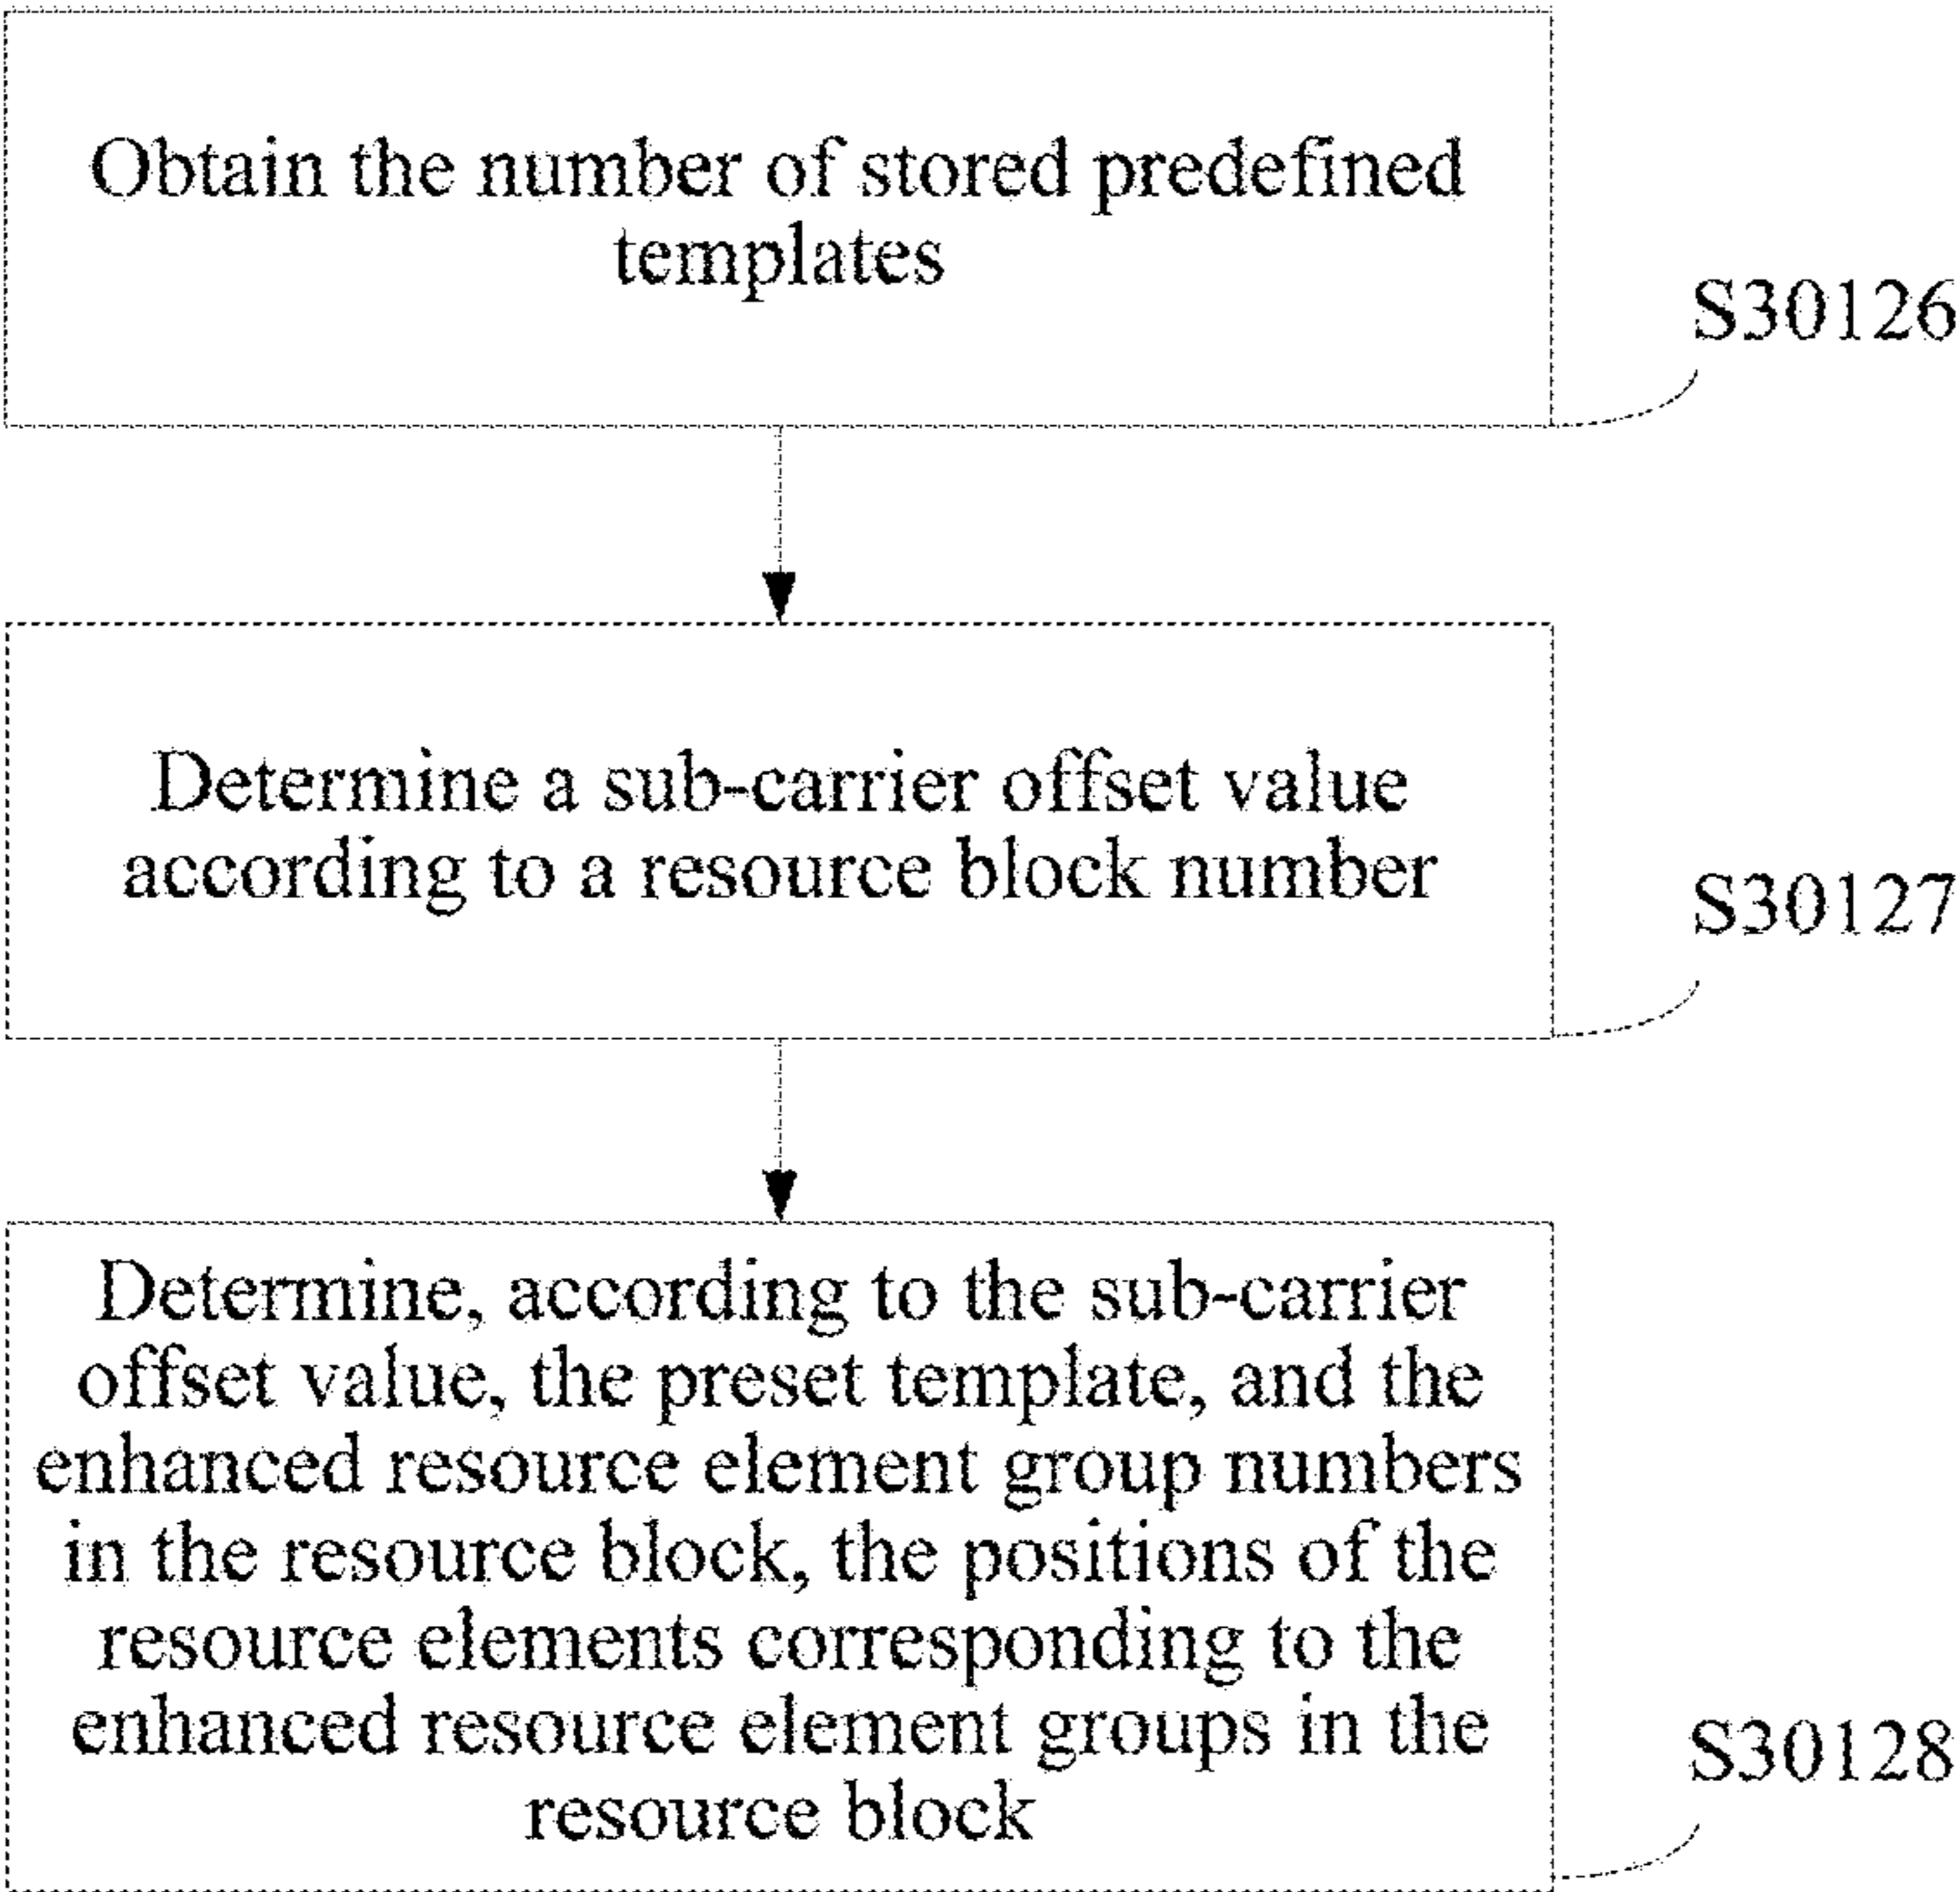 Obtain the number of stored predefined
templates
S30126
Determine a sub-carrier offset value
according to a resource block number
S30127
Determine, according to the sub-carrier
offset value, the preset template, and the
enhanced resource element group numbers
in the resource block, the positions of the
resource elements corresponding to the
enhanced resource element groups in the
resource block
S30128